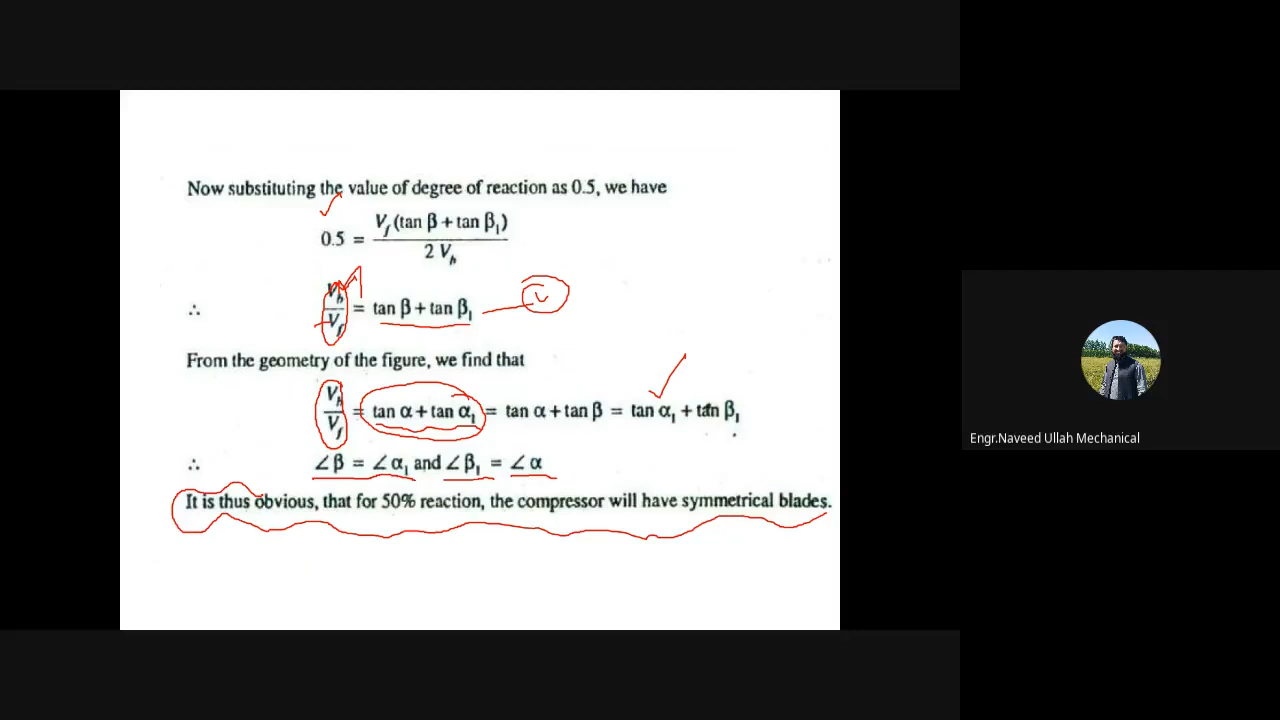 Now substituting the value of degree of reaction as 0.5, we have
0.5 = V_f (tan β + tan β₁) / 2 V_b
∴ V_b / V_f = tan β + tan β₁
From the geometry of the figure, we find that
V_b / V_f = tan α + tan α₁ = tan α + tan β = tan α₁ + tan β₁
∴ ∠β = ∠α₁ and ∠β₁ = ∠α
It is thus obvious, that for 50% reaction, the compressor will have symmetrical blades.
Engr.Naveed Ullah Mechanical